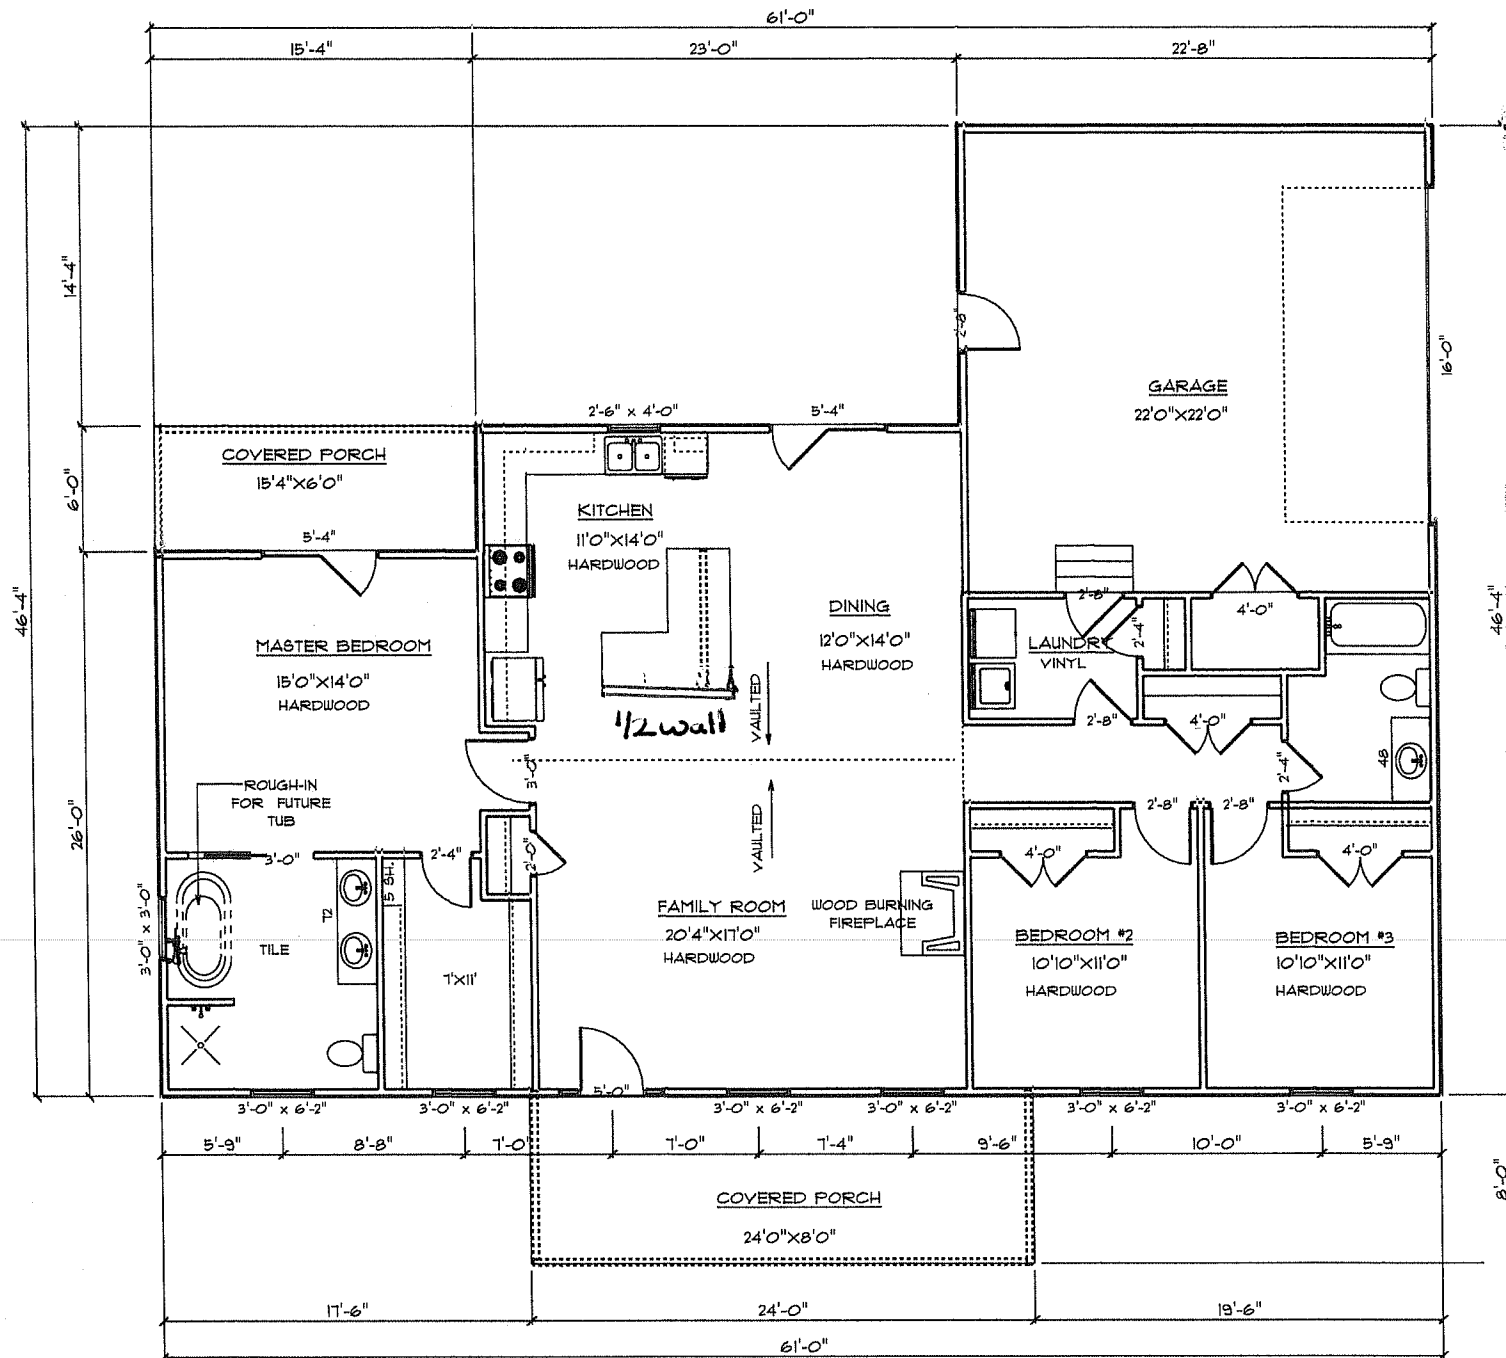 61'-0"
15'-4"
23'-0"
22'-8"
14'-4"
6'-0"
46'-4"
26'-0"
16'-0"
46'-4"
8'-0"
2'-8"
GARAGE
22'0"X22'0"
2'-6" x 4'-0"
5'-4"
COVERED PORCH
15'4"X6'0"
5'-4"
KITCHEN
11'0"X14'0"
HARDWOOD
DINING
12'0"X14'0"
HARDWOOD
MASTER BEDROOM
15'0"X14'0"
HARDWOOD
1/2 wall
VAULTED
VAULTED
2'-8"
2'-4"
4'-0"
LAUNDRY
VINYL
2'-8"
4'-0"
2'-4"
48
3'-0"
ROUGH-IN
FOR FUTURE
TUB
3'-0"
2'-4"
2'-0"
2'-8"
2'-8"
4'-0"
4'-0"
5 SH.
72
3'-0" x 3'-0"
TILE
7'X11'
FAMILY ROOM
20'4"X17'0"
HARDWOOD
WOOD BURNING
FIREPLACE
BEDROOM #2
10'10"X11'0"
HARDWOOD
BEDROOM #3
10'10"X11'0"
HARDWOOD
5'-0"
3'-0" x 6'-2"
3'-0" x 6'-2"
3'-0" x 6'-2"
3'-0" x 6'-2"
3'-0" x 6'-2"
3'-0" x 6'-2"
5'-9"
8'-8"
7'-0"
7'-0"
7'-4"
9'-6"
10'-0"
5'-9"
COVERED PORCH
24'0"X8'0"
17'-6"
24'-0"
19'-6"
61'-0"